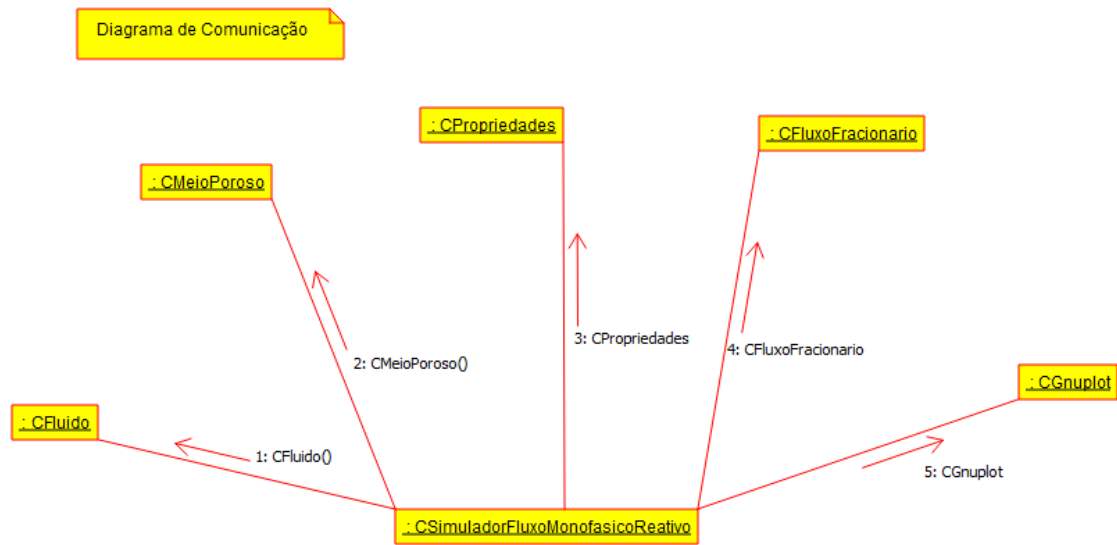 Diagrama de Comunicação
: CPropriedades
: CFluxoFracionario
: CMeioPoroso
3: CPropriedades
4: CFluxoFracionario
2: CMeioPoroso()
: CGnuplot
: CFluido
1: CFluido()
5: CGnuplot
: CSimuladorFluxoMonofasicoReativo